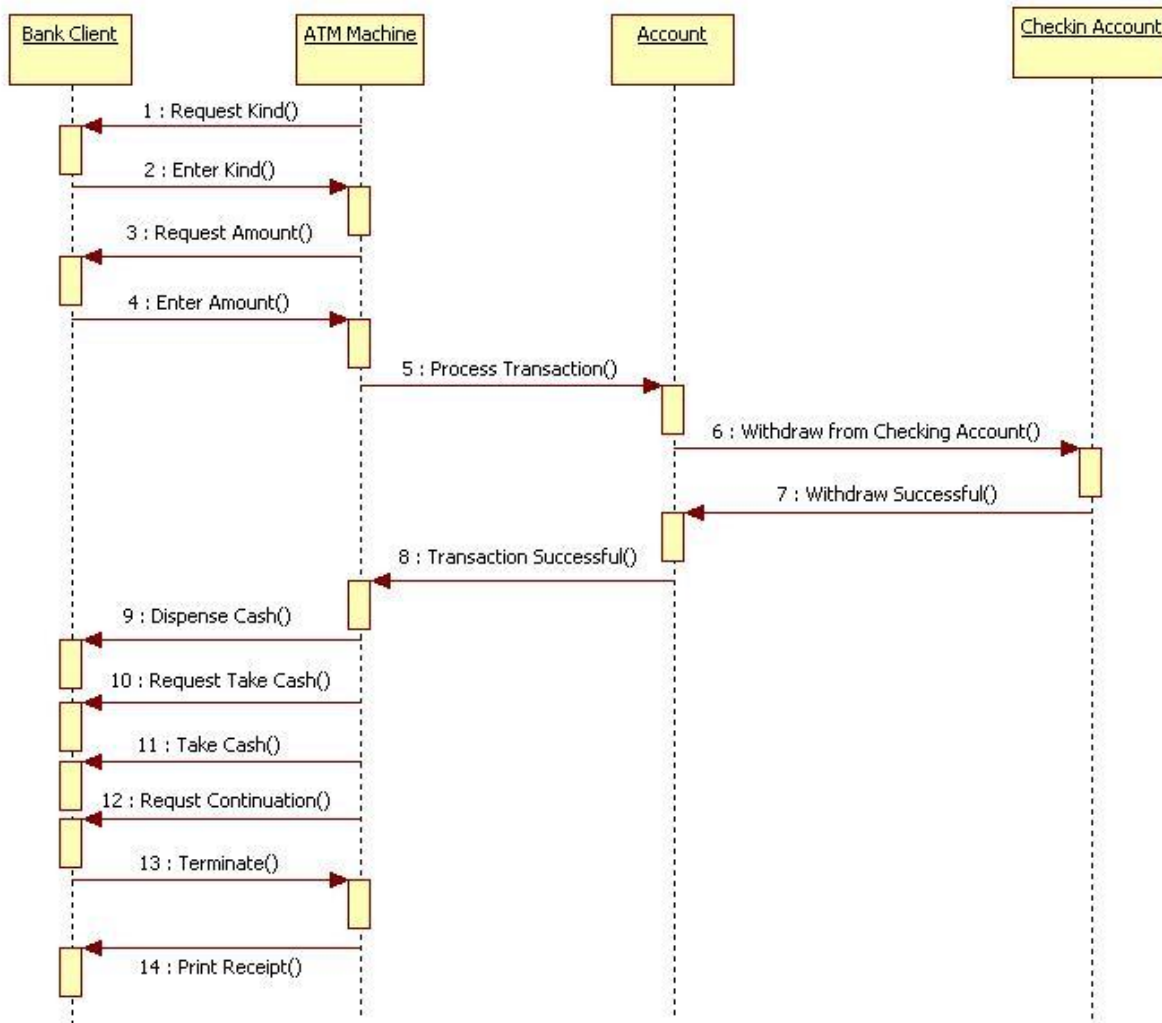 Bank Client
ATM Machine
Account
Checkin Account
1 : Request Kind()
2 : Enter Kind()
3 : Request Amount()
4 : Enter Amount()
5 : Process Transaction()
6 : Withdraw from Checking Account()
7 : Withdraw Successful()
8 : Transaction Successful()
9 : Dispense Cash()
10 : Request Take Cash()
11 : Take Cash()
12 : Requst Continuation()
13 : Terminate()
14 : Print Receipt()